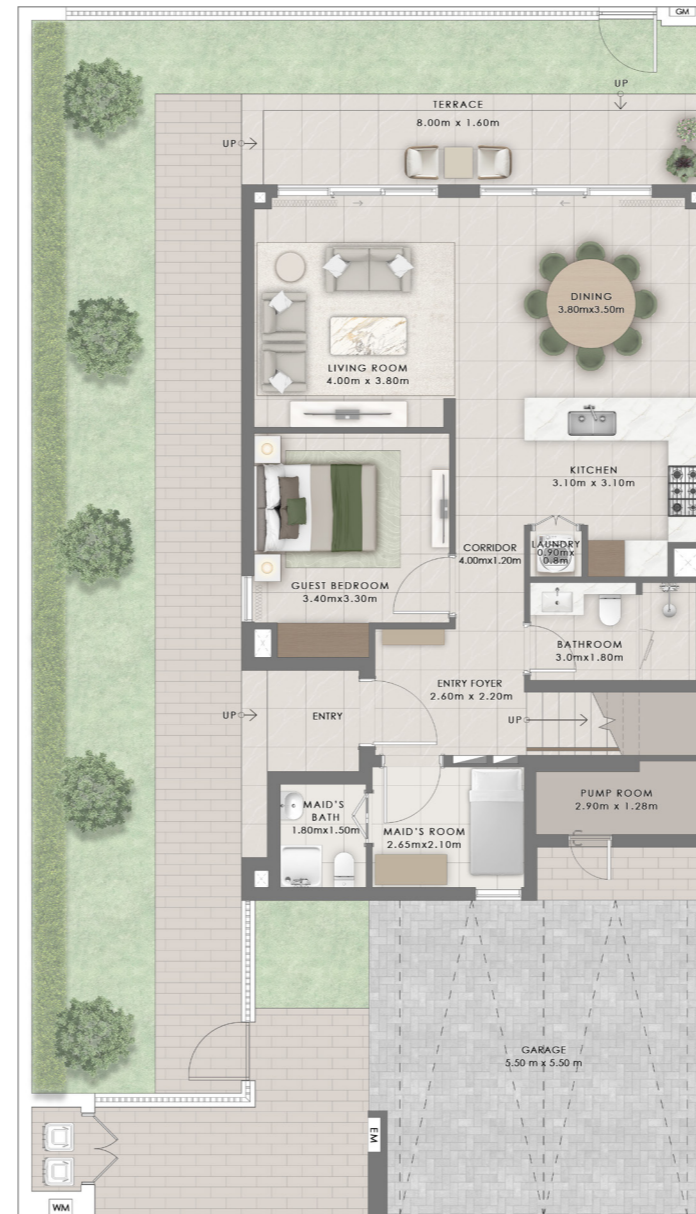 GM
UP
TERRACE
8.00m x 1.60m
UP
DINING
3.80mx3.50m
LIVING ROOM
4.00m x 3.80m
KITCHEN
3.10m x 3.10m
CORRIDOR
4.00mx1.20m
LAUNDRY
0.90mx
0.8m
GUEST BEDROOM
3.40mx3.30m
BATHROOM
3.0mx1.80m
ENTRY FOYER
2.60m x 2.20m
UP
ENTRY
UP
PUMP ROOM
2.90m x 1.28m
MAID'S
BATH
1.80mx1.50m
MAID'S ROOM
2.65mx2.10m
GARAGE
5.50 m x 5.50 m
EM
WM